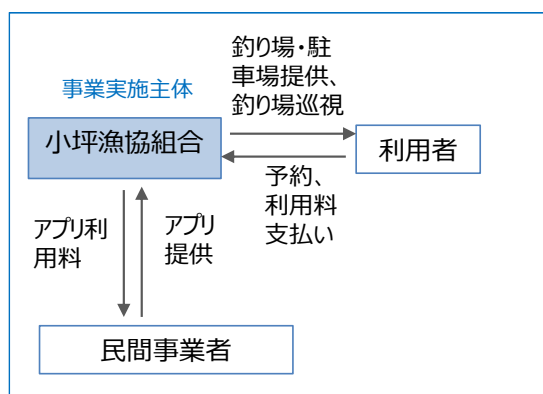 釣り場・駐
車場提供、
釣り場巡視
事業実施主体
小坪漁協組合
利用者
予約、
利用料
支払い
アプリ利
用料
アプリ
提供
民間事業者